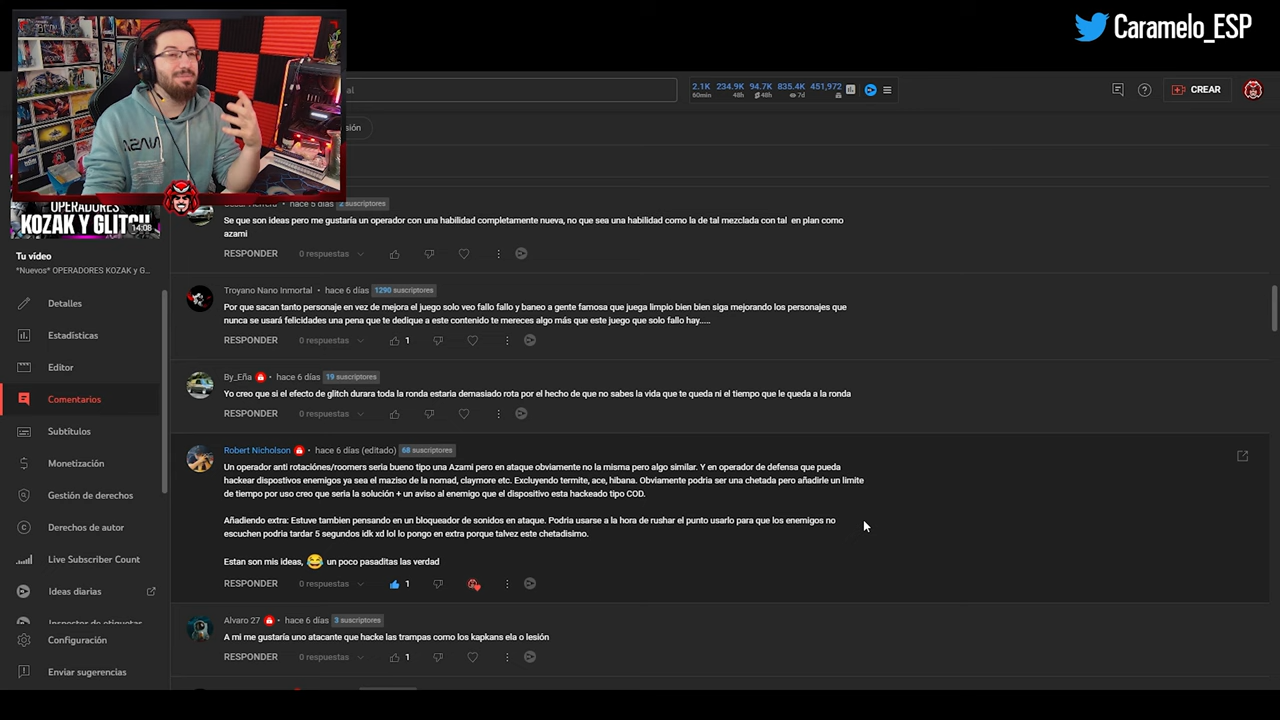 Caramelo_ESP
al
2.1K 234.9K 94.7K 835.4K 451,972
60min 48h 48h 7d
CREAR
sión
OPERADORES
KOZAK Y GLITCH
14:08
Tu vídeo
*Nuevos* OPERADORES KOZAK y G...
Detalles
Estadísticas
Editor
Comentarios
Subtítulos
Monetización
Gestión de derechos
Derechos de autor
Live Subscriber Count
Ideas diarias
Inspector de etiquetas
Configuración
Enviar sugerencias
Herrera · hace 5 días 2 suscriptores
Se que son ideas pero me gustaría un operador con una habilidad completamente nueva, no que sea una habilidad como la de tal mezclada con tal en plan como
azami
RESPONDER 0 respuestas
Troyano Nano Inmortal · hace 6 días 1290 suscriptores
Por que sacan tanto personaje en vez de mejora el juego solo veo fallo fallo y baneo a gente famosa que juega limpio bien bien siga mejorando los personajes que
nunca se usará felicidades una pena que te dedique a este contenido te mereces algo más que este juego que solo fallo hay.....
RESPONDER 0 respuestas 1
By_Eña · hace 6 días 19 suscriptores
Yo creo que si el efecto de glitch durara toda la ronda estaria demasiado rota por el hecho de que no sabes la vida que te queda ni el tiempo que le queda a la ronda
RESPONDER 0 respuestas
Robert Nicholson · hace 6 días (editado) 68 suscriptores
Un operador anti rotaciónes/roomers seria bueno tipo una Azami pero en ataque obviamente no la misma pero algo similar. Y en operador de defensa que pueda
hackear dispostivos enemigos ya sea el maziso de la nomad, claymore etc. Excluyendo termite, ace, hibana. Obviamente podria ser una chetada pero añadirle un limite
de tiempo por uso creo que seria la solución + un aviso al enemigo que el dispositivo esta hackeado tipo COD.
Añadiendo extra: Estuve tambien pensando en un bloqueador de sonidos en ataque. Podria usarse a la hora de rushar el punto usarlo para que los enemigos no
escuchen podria tardar 5 segundos idk xd lol lo pongo en extra porque talvez este chetadisimo.
Estan son mis ideas, 😂 un poco pasaditas las verdad
RESPONDER 0 respuestas 1
Alvaro 27 · hace 6 días 3 suscriptores
A mi me gustaría uno atacante que hacke las trampas como los kapkans ela o lesión
RESPONDER 0 respuestas 1